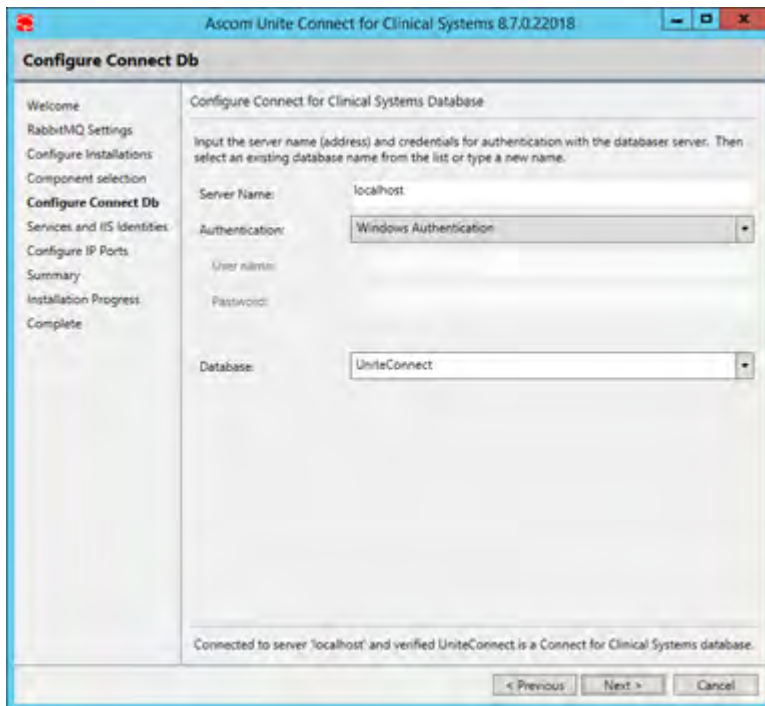 Ascom Unite Connect for Clinical Systems 8.7.0.22018
Configure Connect Db
Welcome
RabbitMQ Settings
Configure Installations
Component selection
Configure Connect Db
Services and IIS Identities
Configure IP Ports
Summary
Installation Progress
Complete
Configure Connect for Clinical Systems Database
Input the server name (address) and credentials for authentication with the databaser server. Then
select an existing database name from the list or type a new name.
Server Name: localhost
Authentication: Windows Authentication
User name:
Password:
Database: UniteConnect
Connected to server 'localhost' and verified UniteConnect is a Connect for Clinical Systems database.
< Previous Next > Cancel